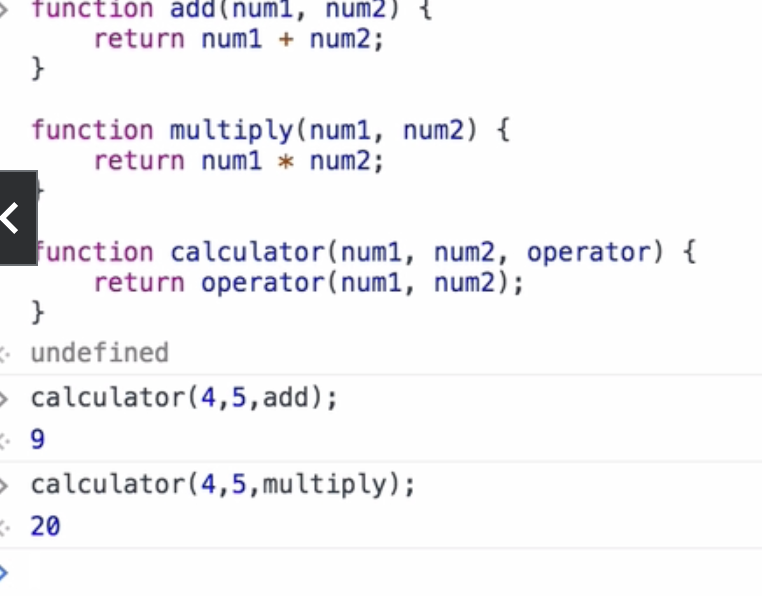 function add(num1, num2) {
    return num1 + num2;
}
function multiply(num1, num2) {
    return num1 * num2;
}
function calculator(num1, num2, operator) {
    return operator(num1, num2);
}
undefined
calculator(4,5,add);
9
calculator(4,5,multiply);
20